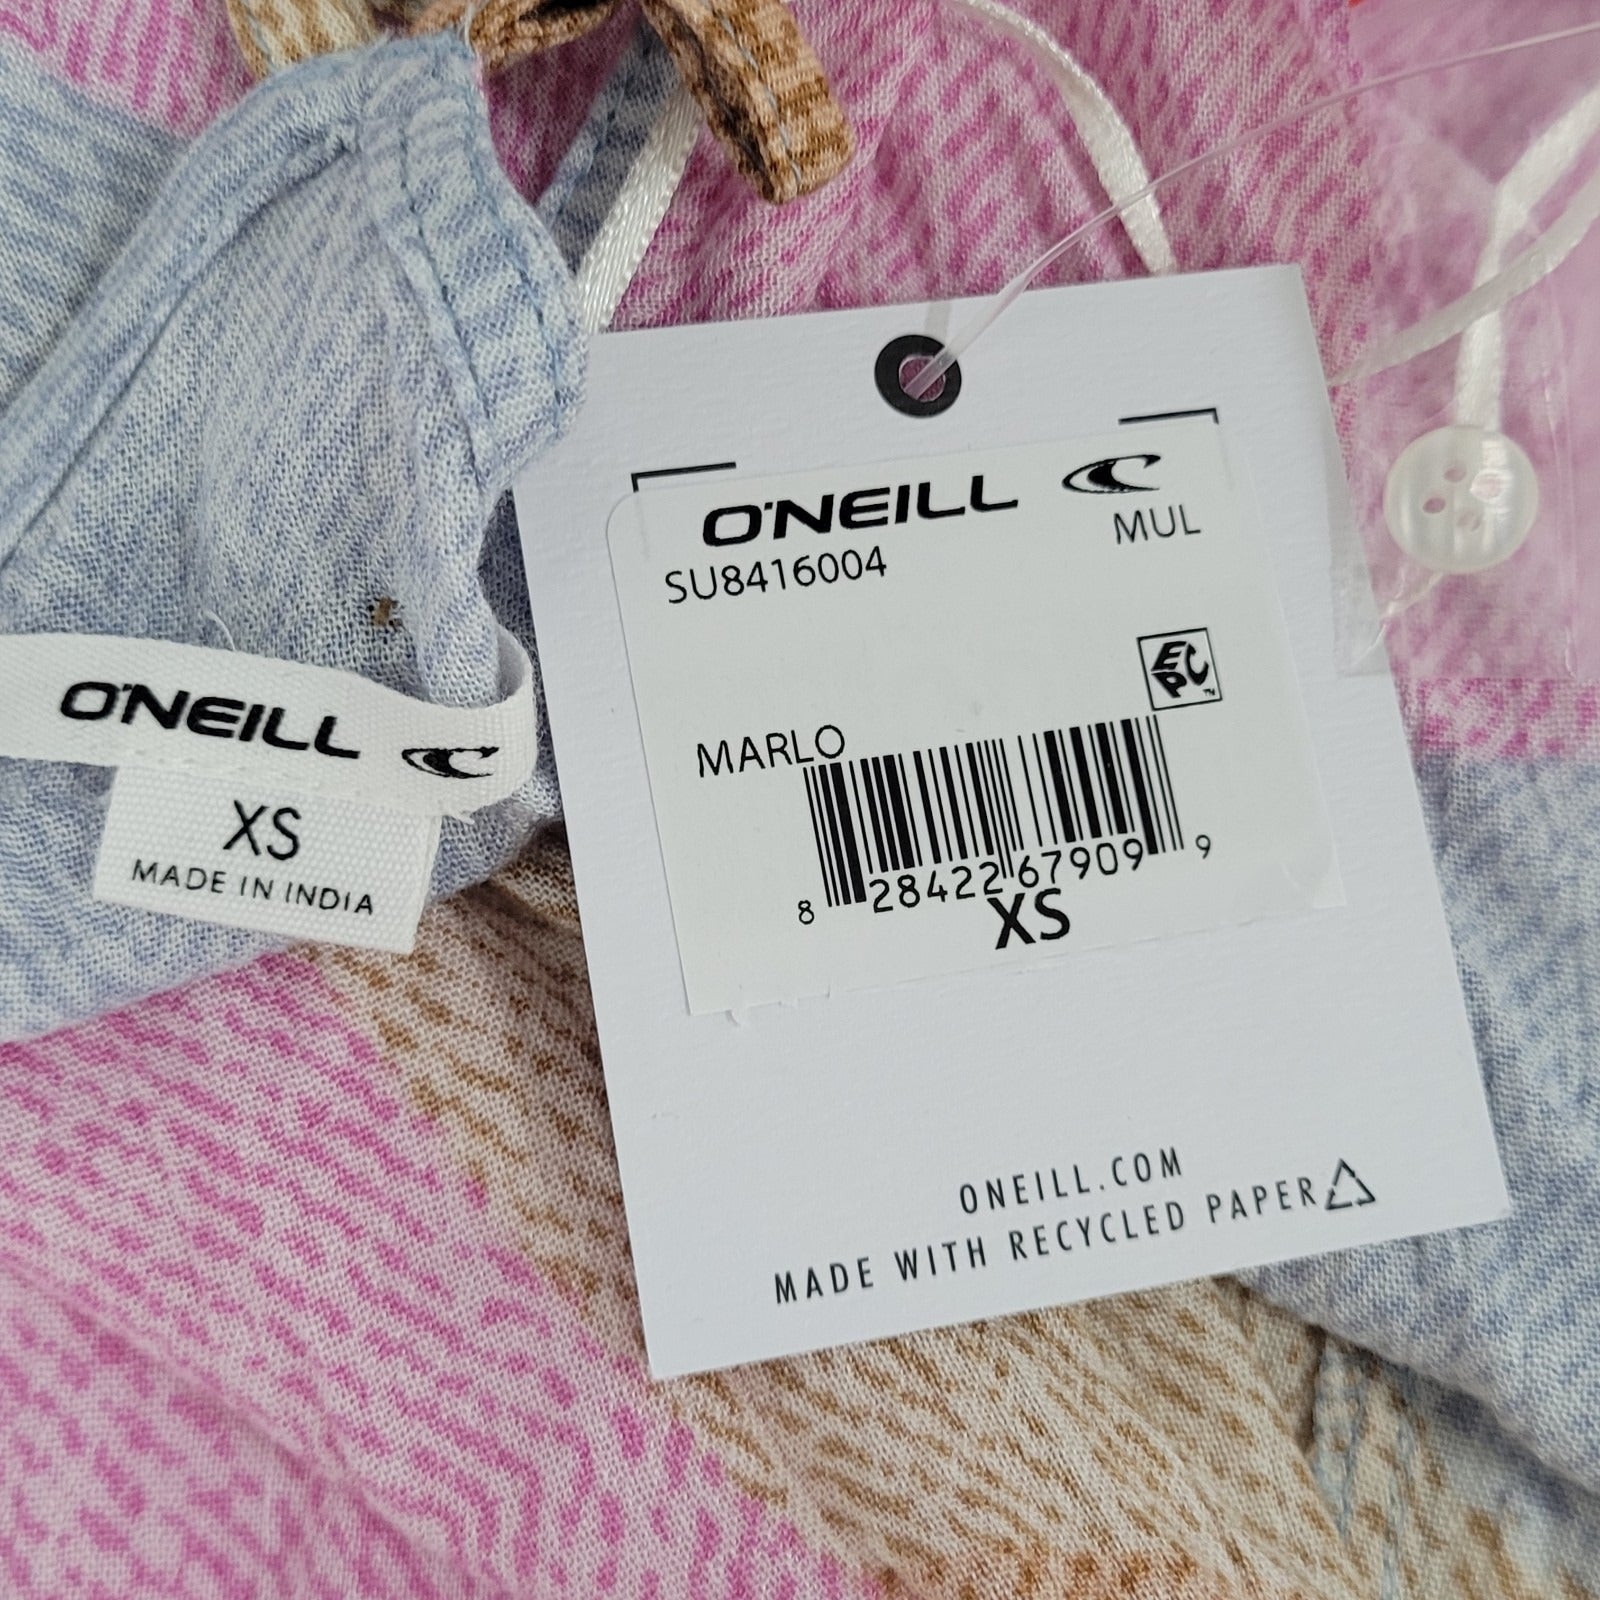 O'NEILL
MUL
SU8416004
EPC™
MARLO
8 28422 67909 9
XS
ONEILL.COM
MADE WITH RECYCLED PAPER
O'NEILL
XS
MADE IN INDIA